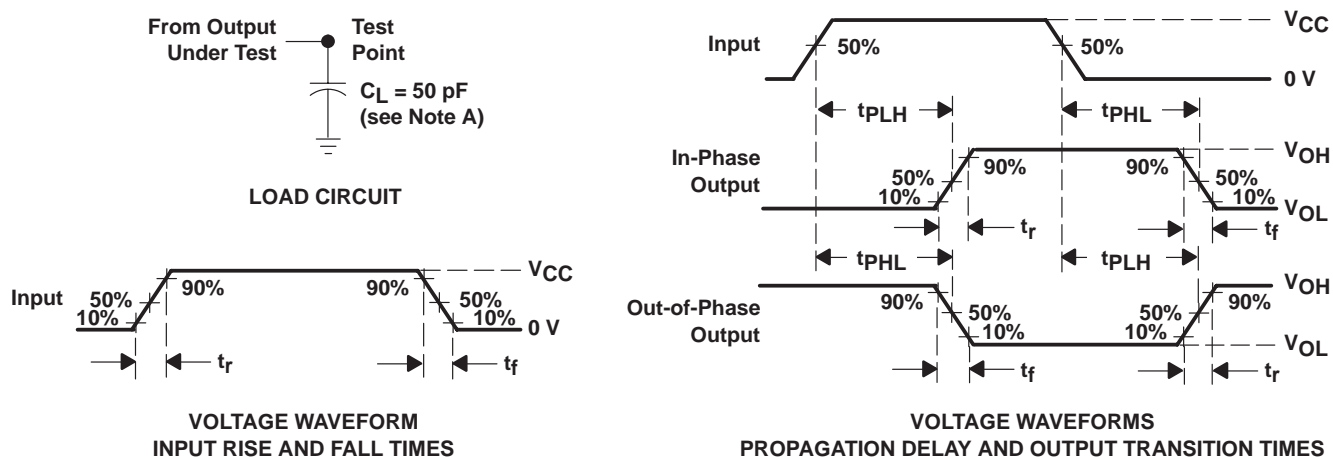 From Output
Under Test
Test
Point
CL = 50 pF
(see Note A)
LOAD CIRCUIT
Input
50%
10%
90%
90%
50%
10%
VCC
0 V
tr
tf
VOLTAGE WAVEFORM
INPUT RISE AND FALL TIMES
Input
50%
50%
VCC
0 V
tPLH
tPHL
In-Phase
Output
50%
10%
90%
90%
50%
10%
VOH
VOL
tr
tf
tPHL
tPLH
Out-of-Phase
Output
90%
50%
10%
50%
10%
90%
VOH
VOL
tf
tr
VOLTAGE WAVEFORMS
PROPAGATION DELAY AND OUTPUT TRANSITION TIMES